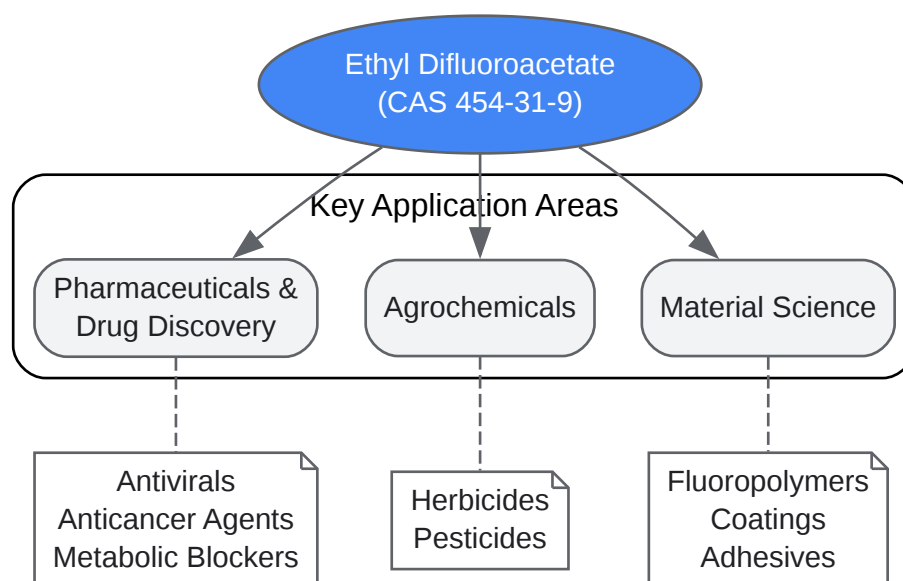 Ethyl Difluoroacetate
(CAS 454-31-9)
Key Application Areas
Pharmaceuticals &
Drug Discovery
Agrochemicals
Material Science
Antivirals
Anticancer Agents
Metabolic Blockers
Herbicides
Pesticides
Fluoropolymers
Coatings
Adhesives